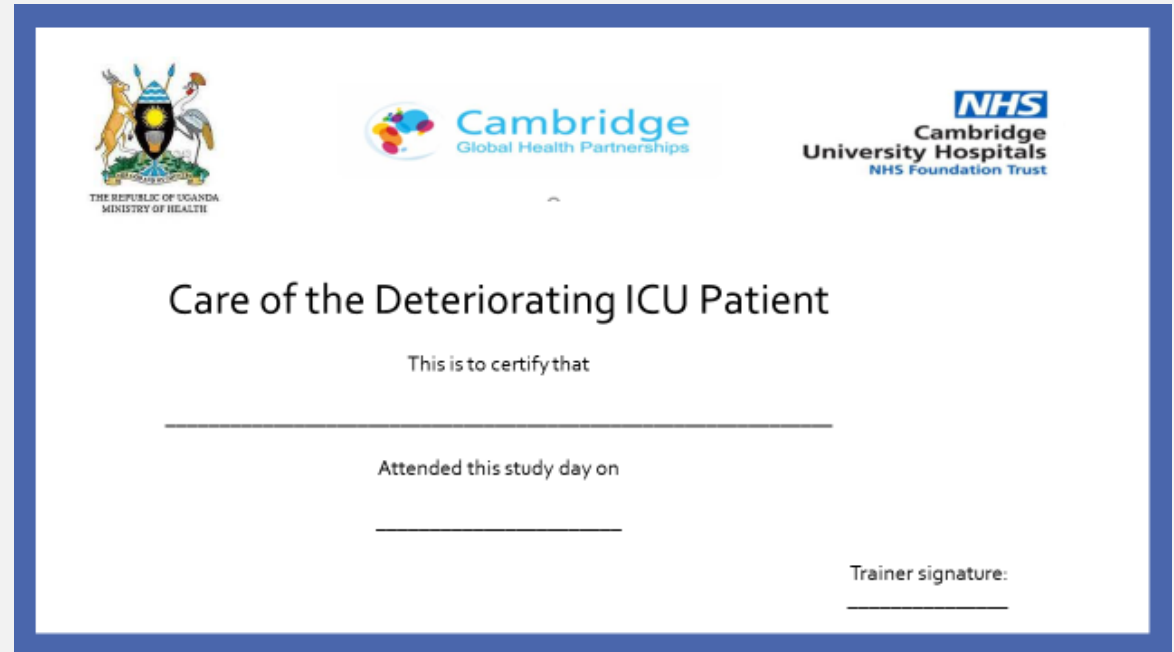 THE REPUBLIC OF UGANDA
MINISTRY OF HEALTH
Cambridge
Global Health Partnerships
NHS
Cambridge
University Hospitals
NHS Foundation Trust
Care of the Deteriorating ICU Patient
This is to certify that
Attended this study day on
Trainer signature: